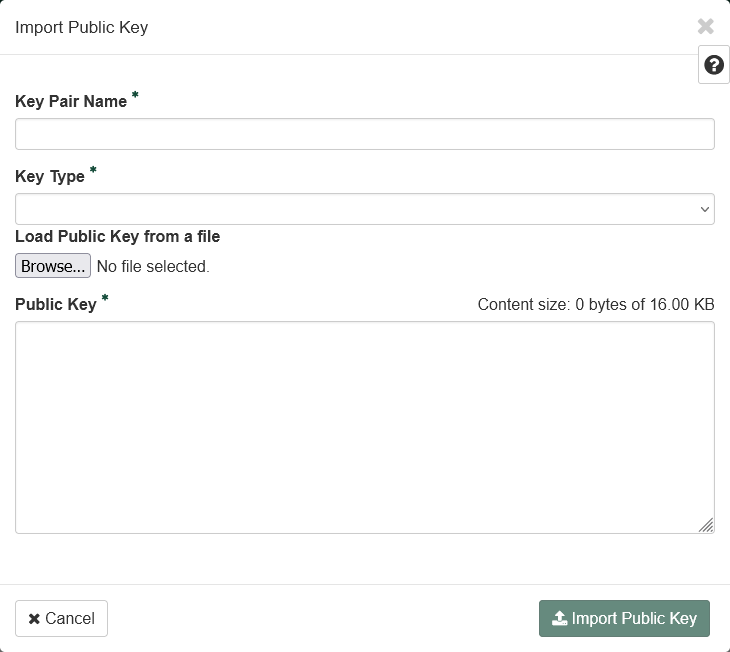 Import Public Key
Key Pair Name *
Key Type *
Load Public Key from a file
Browse... No file selected.
Public Key * Content size: 0 bytes of 16.00 KB
Cancel Import Public Key